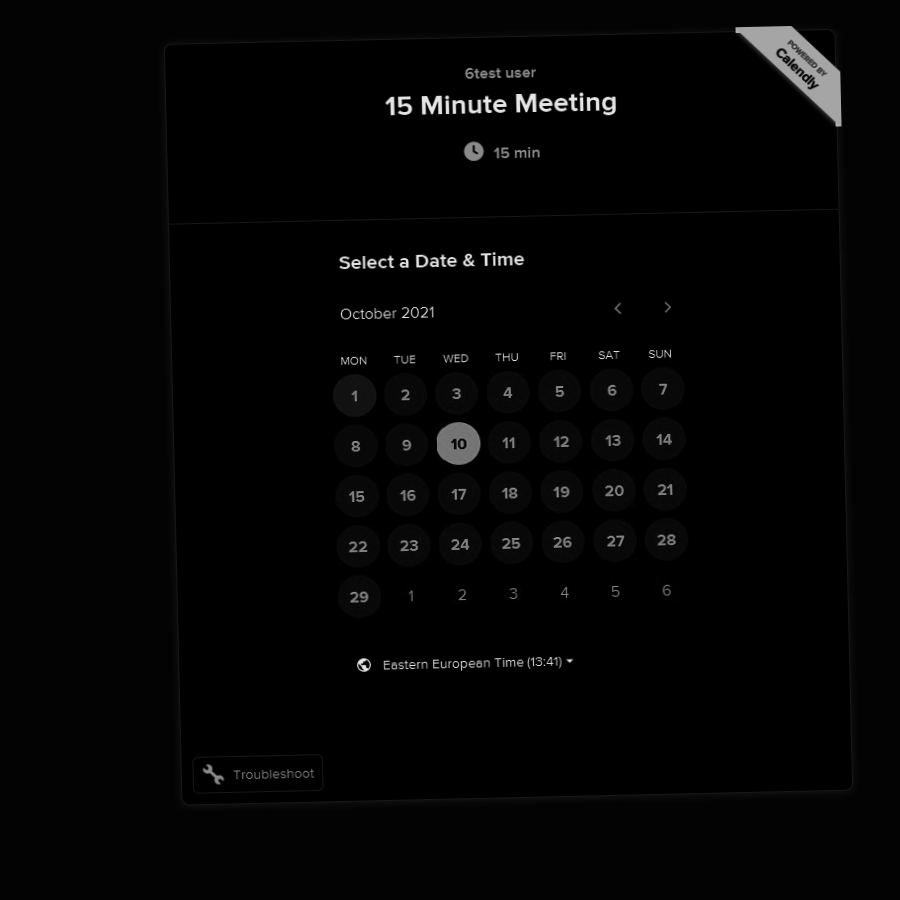 POWERED BY
Calendly
6test user
15 Minute Meeting
15 min
Select a Date & Time
October 2021
MON TUE WED THU FRI SAT SUN
1 2 3 4 5 6 7
8 9 10 11 12 13 14
15 16 17 18 19 20 21
22 23 24 25 26 27 28
29 1 2 3 4 5 6
Eastern European Time (13:41)
Troubleshoot